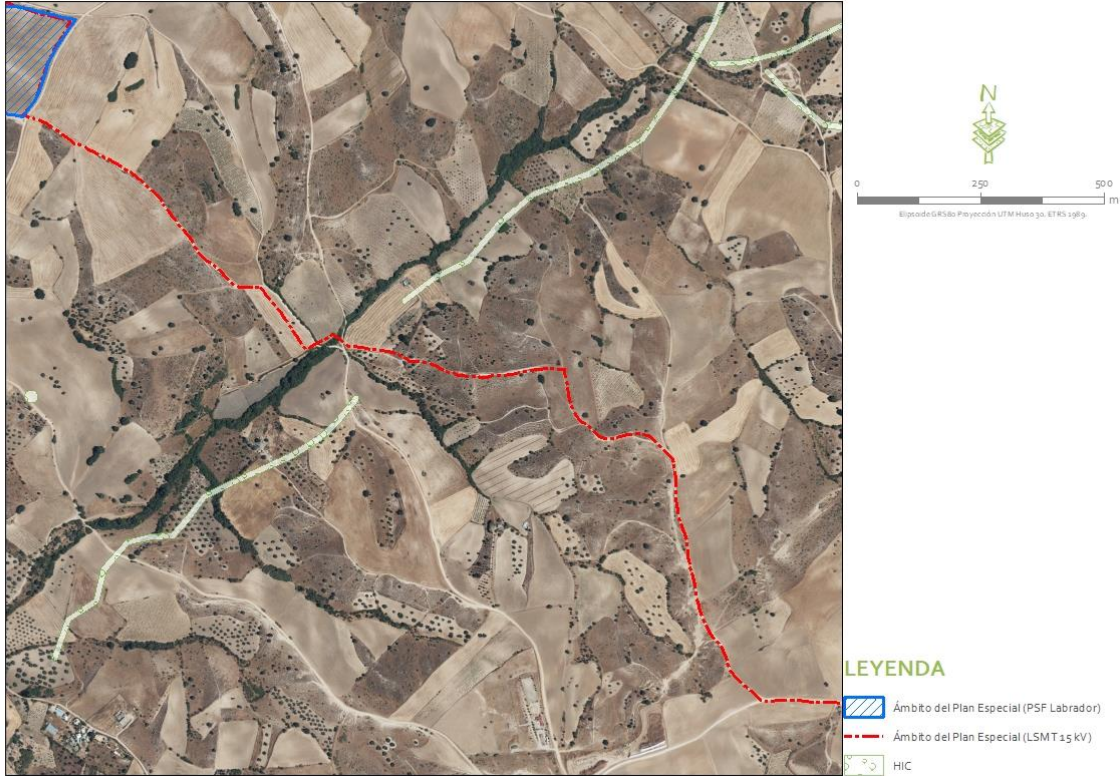 N
0 250 500
m
Elipsoide GRS80 Proyección UTM Huso 30. ETRS 1989.
LEYENDA
Ámbito del Plan Especial (PSF Labrador)
Ámbito del Plan Especial (LSMT 15 kV)
HIC